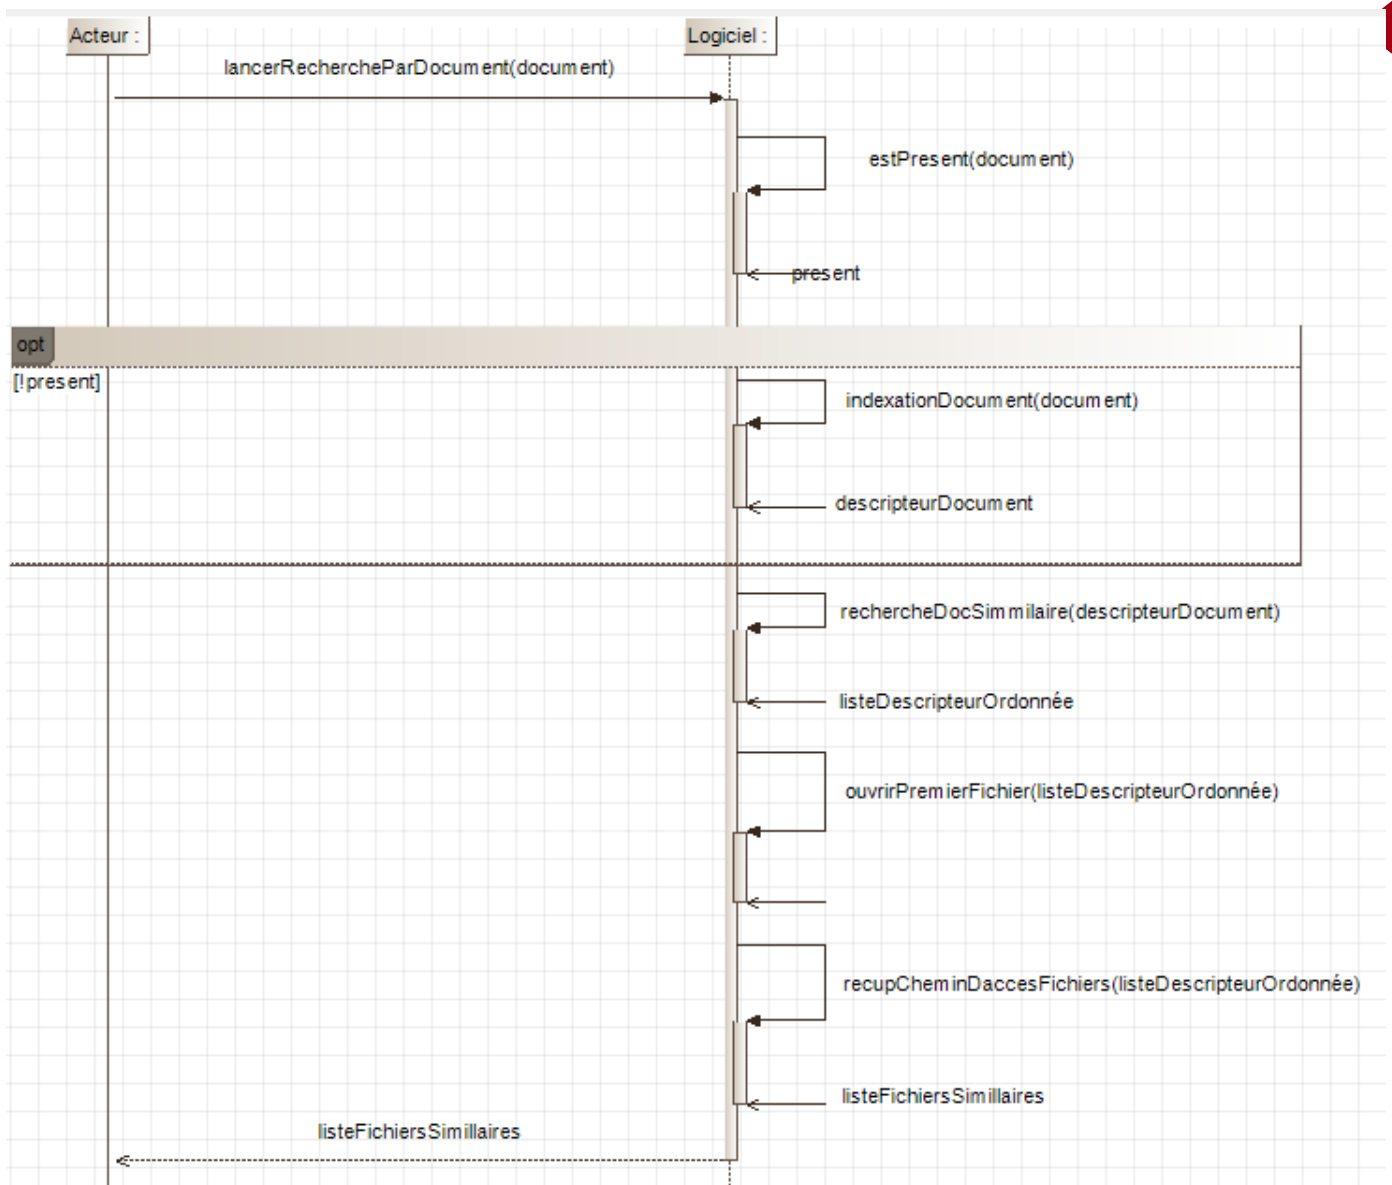 Acteur :
Logiciel :
lancerRechercheParDocument(document)
estPresent(document)
present
opt
[!present]
indexationDocument(document)
descripteurDocument
rechercheDocSimmilaire(descripteurDocument)
listeDescripteurOrdonnée
ouvrirPremierFichier(listeDescripteurOrdonnée)
recupCheminDaccesFichiers(listeDescripteurOrdonnée)
listeFichiersSimillaires
listeFichiersSimillaires